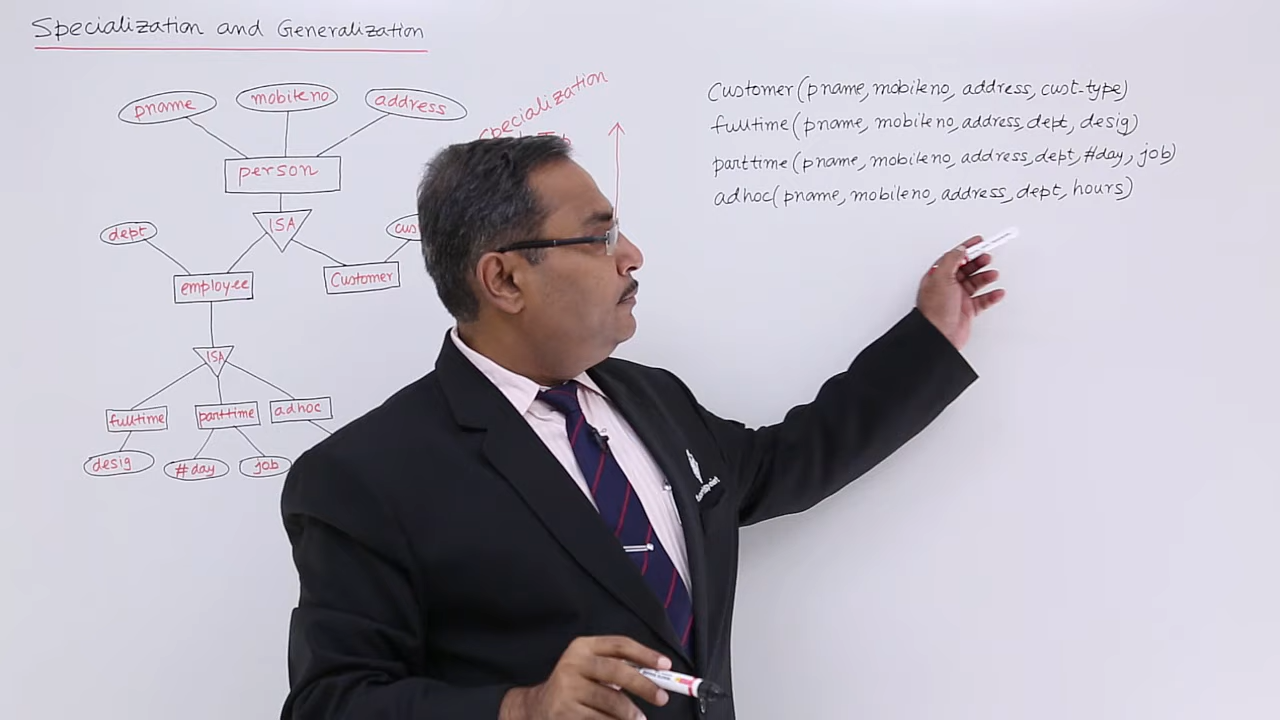 Specialization and Generalization
pname
mobileno
address
person
ISA
dept
employee
Customer
ISA
fulltime
parttime
adhoc
desig
#day
job
Specialization
Customer(pname, mobileno, address, cust-type)
fulltime(pname, mobileno, address, dept, desig)
parttime(pname, mobileno, address, dept, #day, job)
adhoc(pname, mobileno, address, dept, hours)